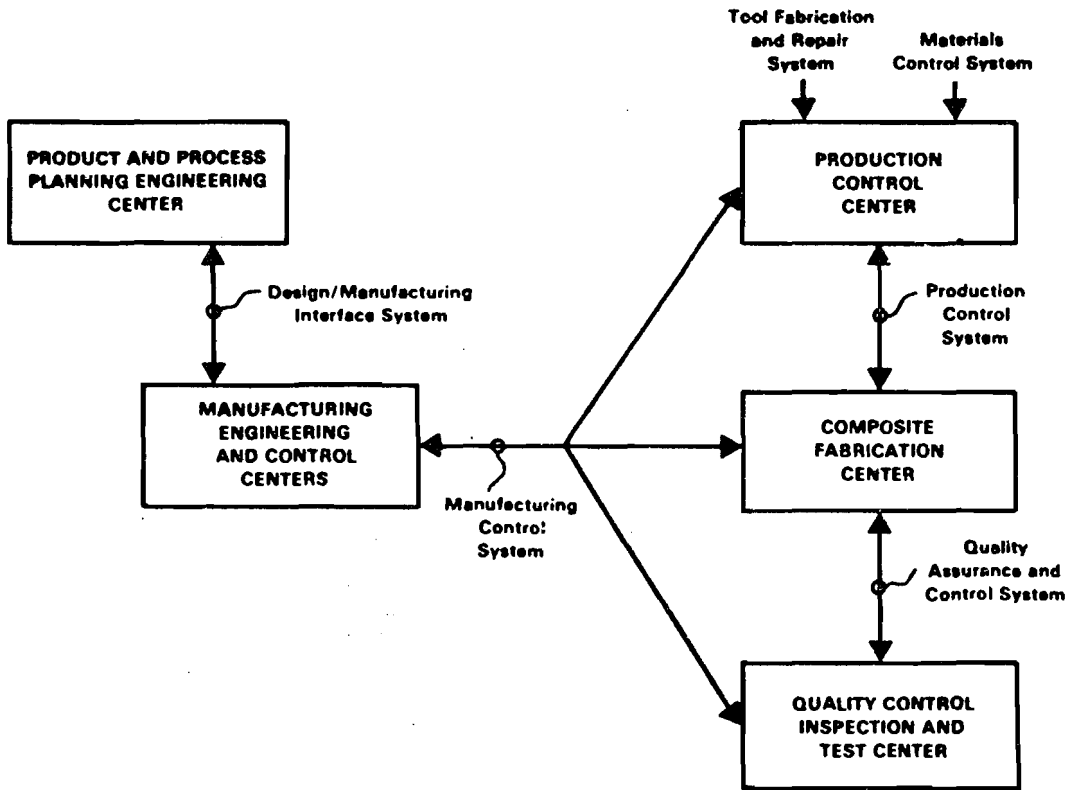 Tool Fabrication
and Repair
System
Materials
Control System
PRODUCT AND PROCESS
PLANNING ENGINEERING
CENTER
PRODUCTION
CONTROL
CENTER
Design/Manufacturing
Interface System
Production
Control
System
MANUFACTURING
ENGINEERING
AND CONTROL
CENTERS
COMPOSITE
FABRICATION
CENTER
Manufacturing
Control
System
Quality
Assurance and
Control System
QUALITY CONTROL
INSPECTION AND
TEST CENTER